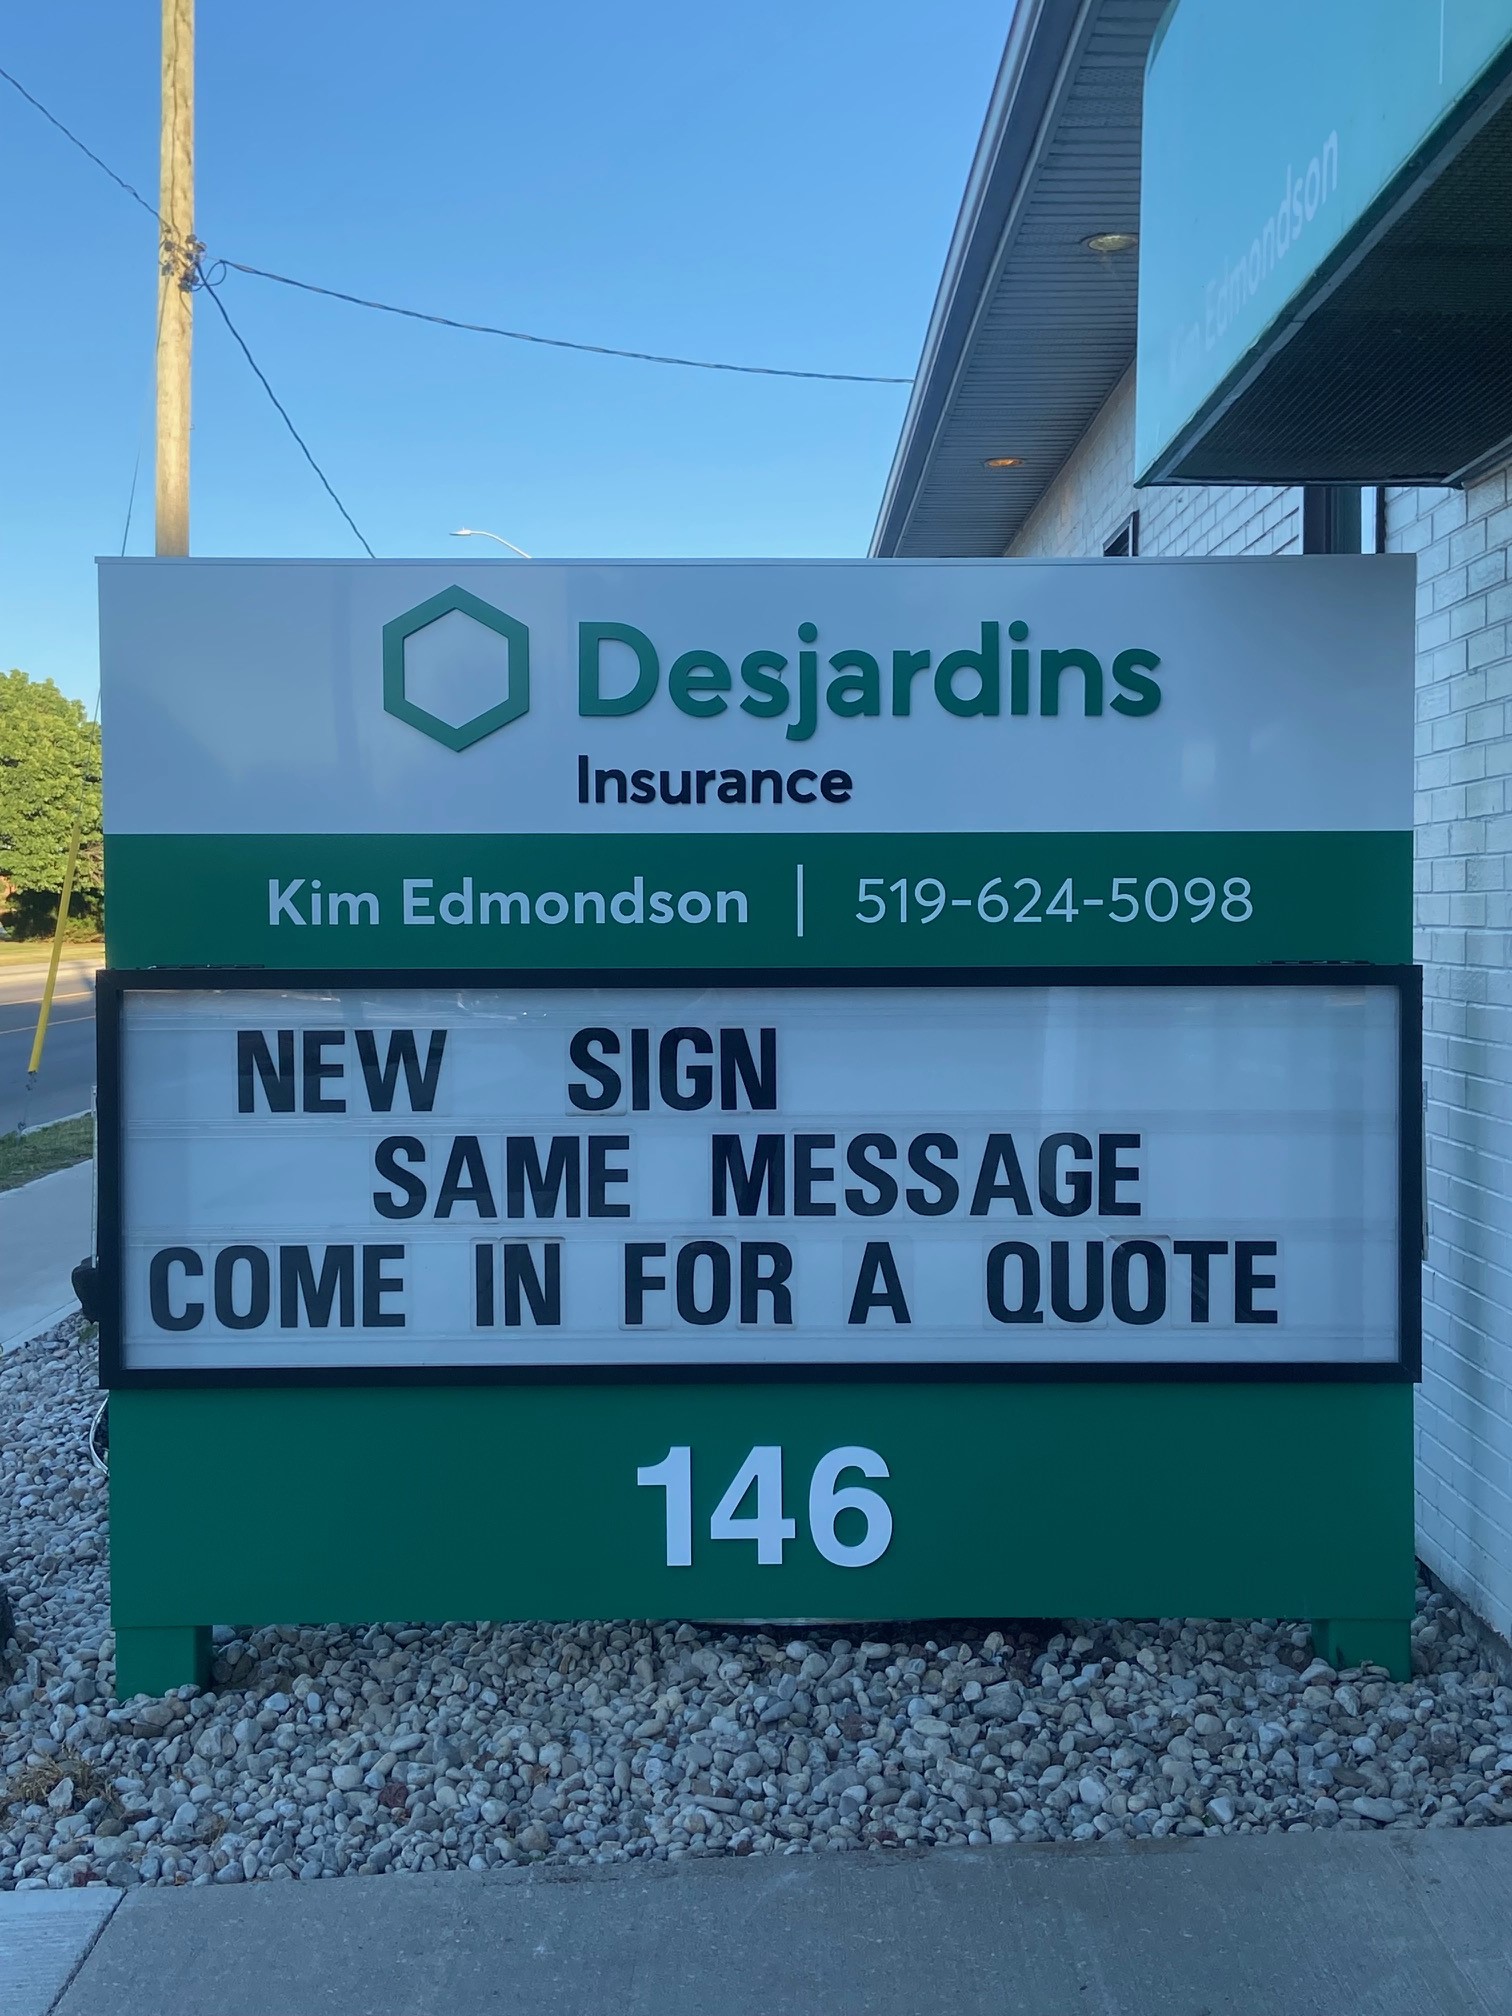 Kim Edmondson
Desjardins
Insurance
Kim Edmondson | 519-624-5098
NEW SIGN
SAME MESSAGE
COME IN FOR A QUOTE
146